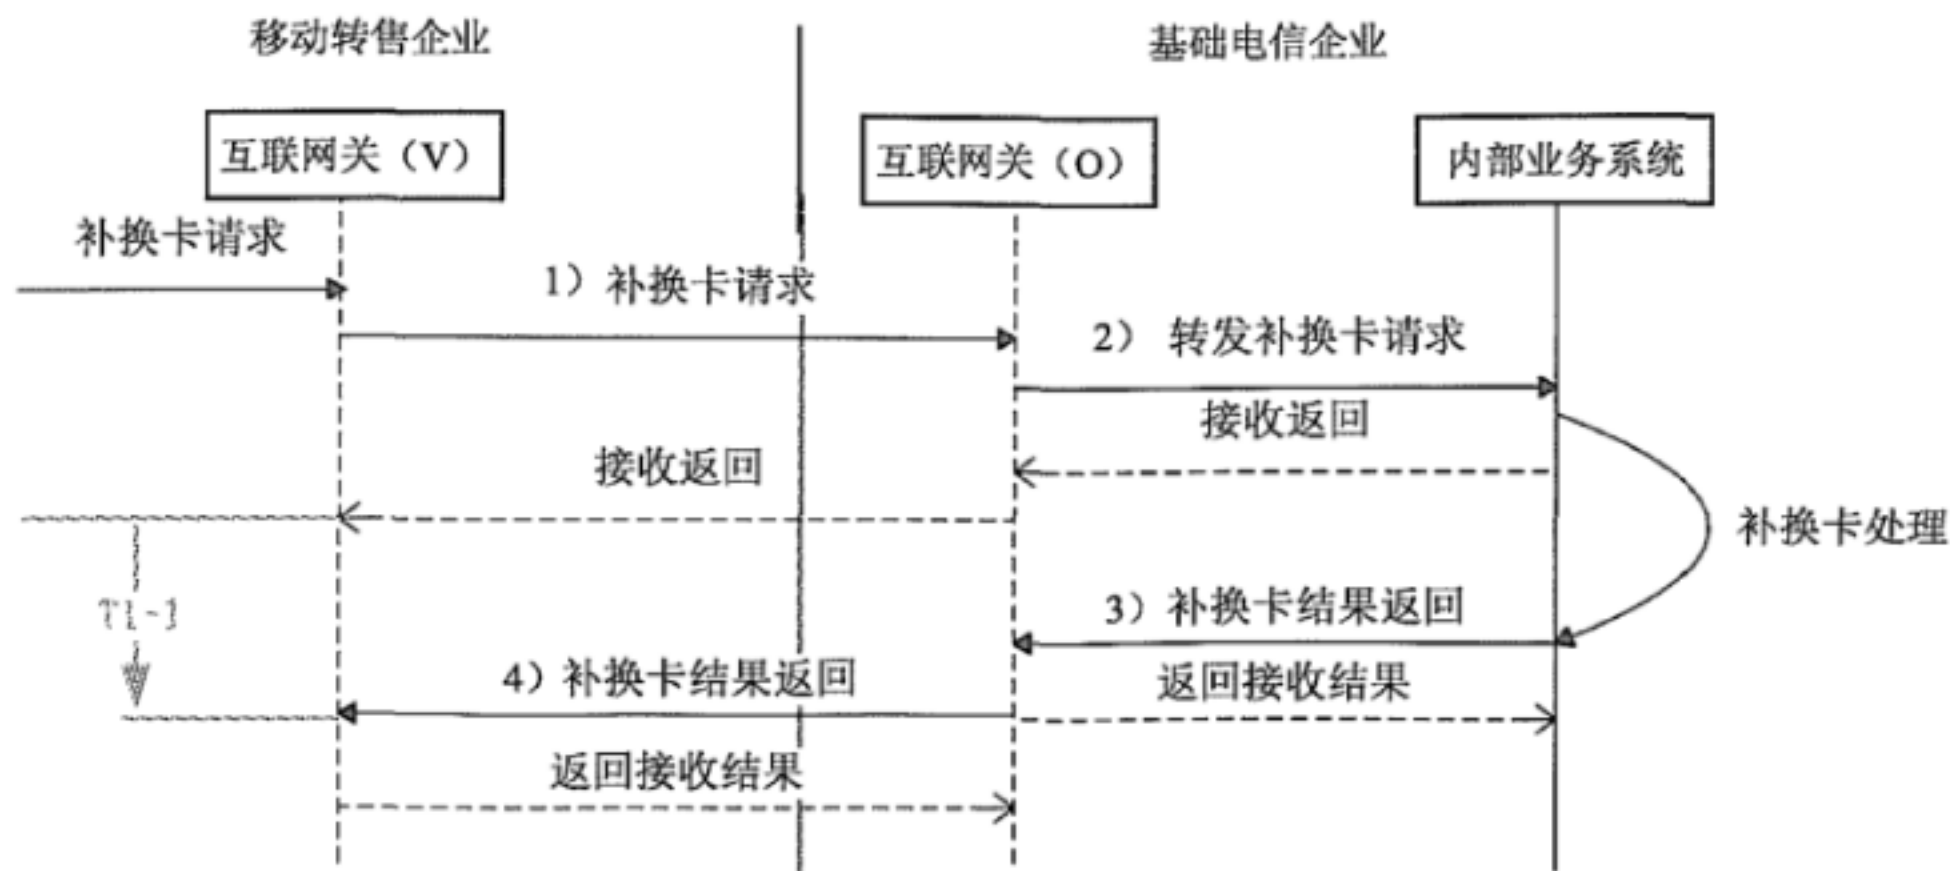 移动转售企业
基础电信企业
互联网关（V）
互联网关（O）
内部业务系统
补换卡请求
1）补换卡请求
2） 转发补换卡请求
接收返回
接收返回
补换卡处理
T1-3
3）补换卡结果返回
4）补换卡结果返回
返回接收结果
返回接收结果